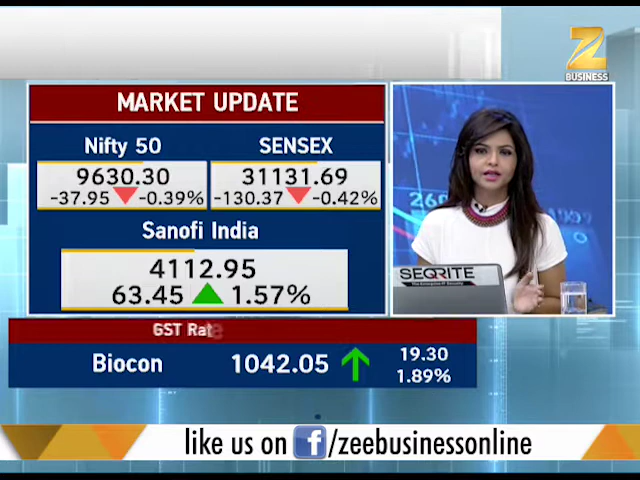 Z
BUSINESS
MARKET UPDATE
Nifty 50
9630.30
-37.95 -0.39%
SENSEX
31131.69
-130.37 -0.42%
Sanofi India
4112.95
63.45 1.57%
SEQRITE
GST Rate
Biocon 1042.05 19.30
1.89%
like us on f/zeebusinessonline